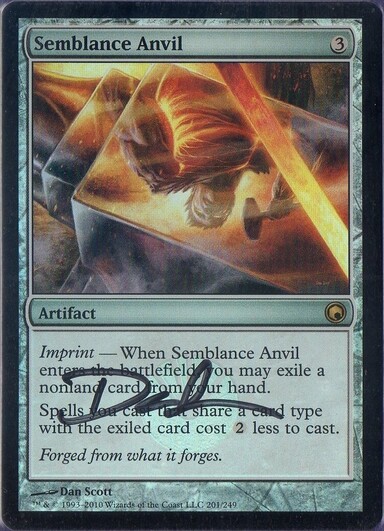 Semblance Anvil 3
Artifact
Imprint — When Semblance Anvil
enters the battlefield, you may exile a
nonland card from your hand.
Spells you cast that share a card type
with the exiled card cost 2 less to cast.
Forged from what it forges.
Dan Scott
™ & © 1993-2010 Wizards of the Coast LLC 201/249